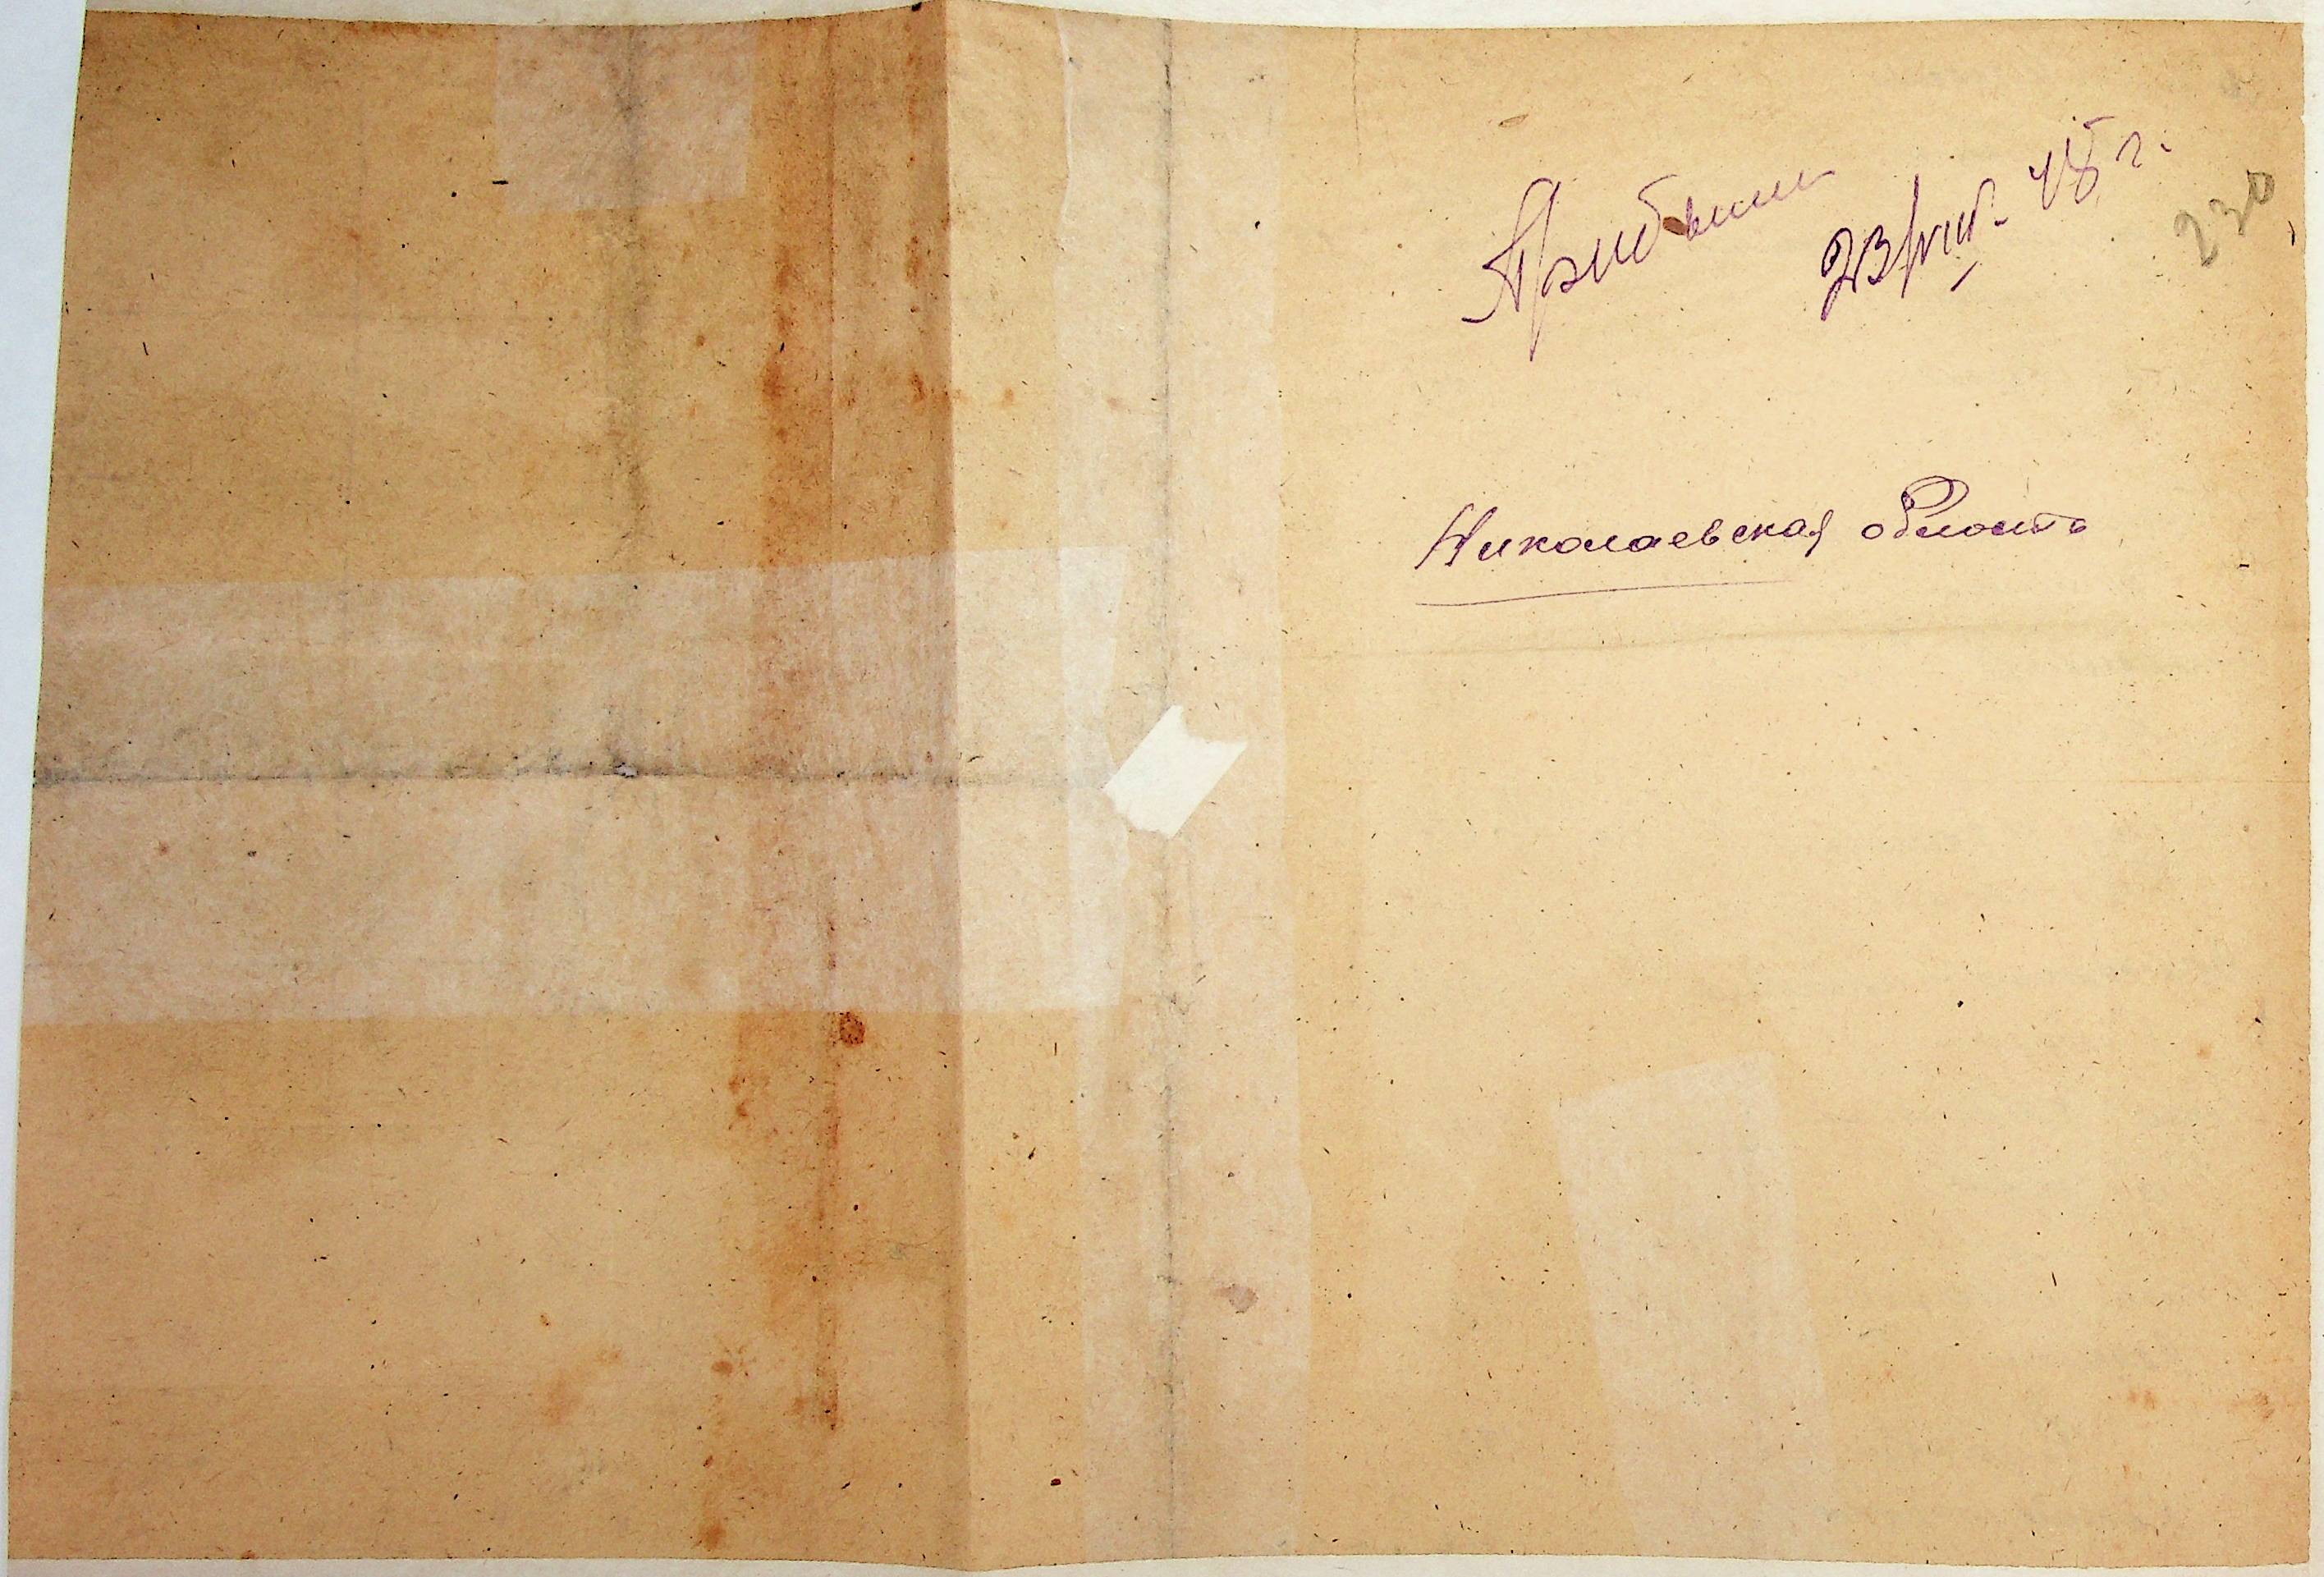 Прибыли
23/VIII - 48 г.
230
Николаевская область